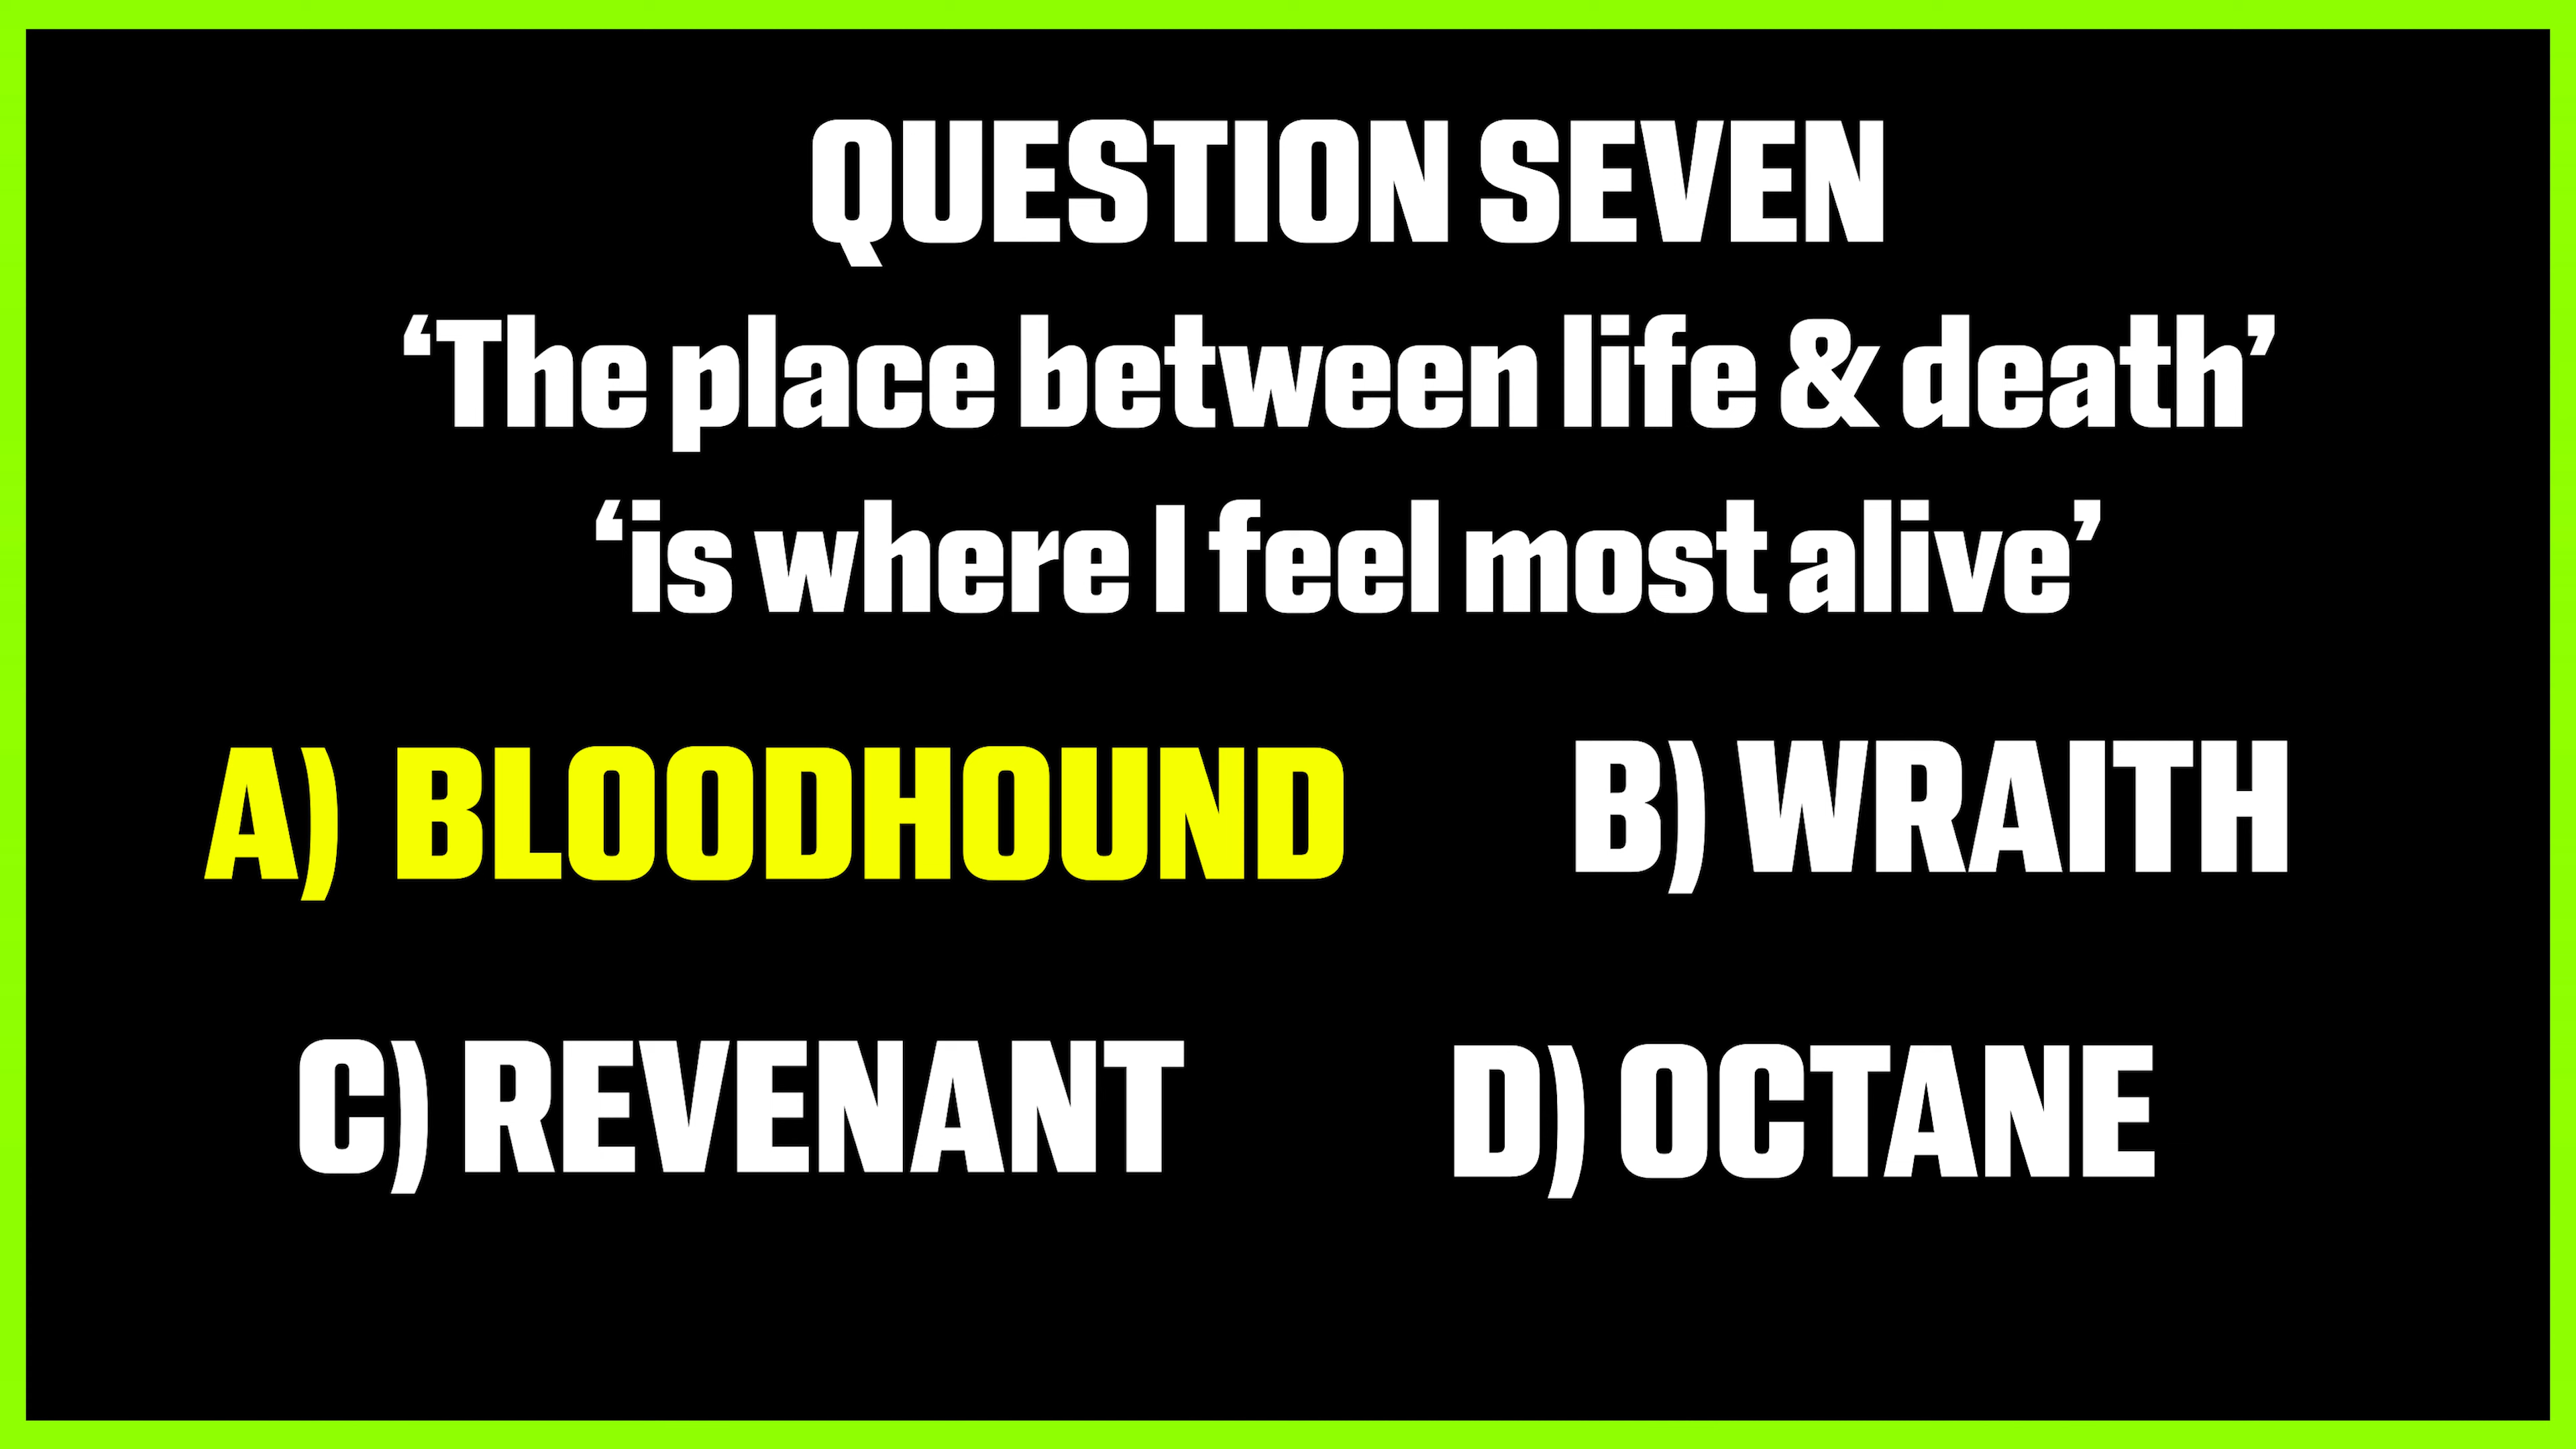 QUESTION SEVEN
‘The place between life & death’
‘is where I feel most alive’
A) BLOODHOUND
B) WRAITH
C) REVENANT
D) OCTANE